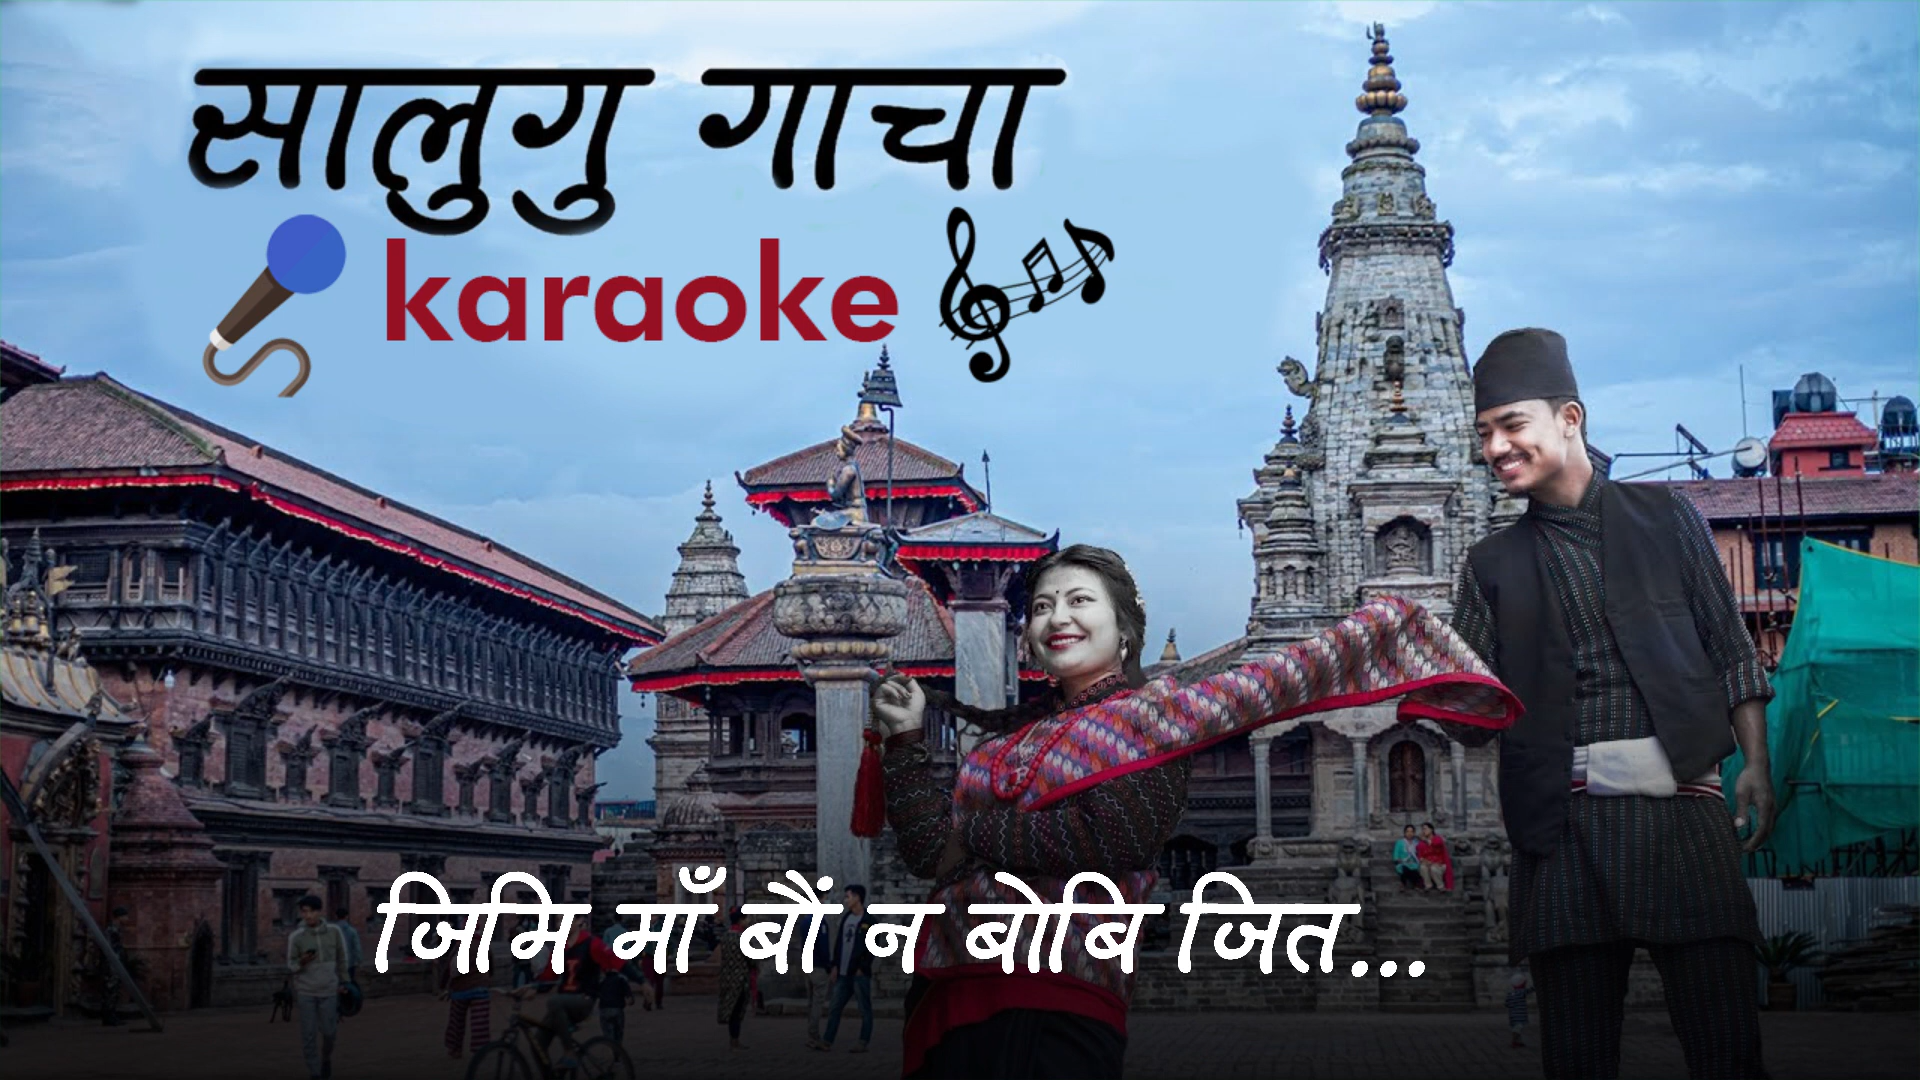 सालुगु गाचा
karaoke
जिमि माँ बौं न बोबि जित...